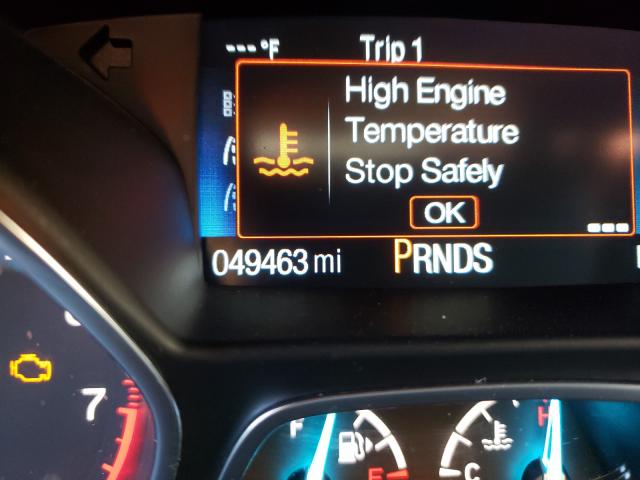 ---°F Trip 1
High Engine
Temperature
Stop Safely
OK
049463 mi PRNDS
7
F H
E C